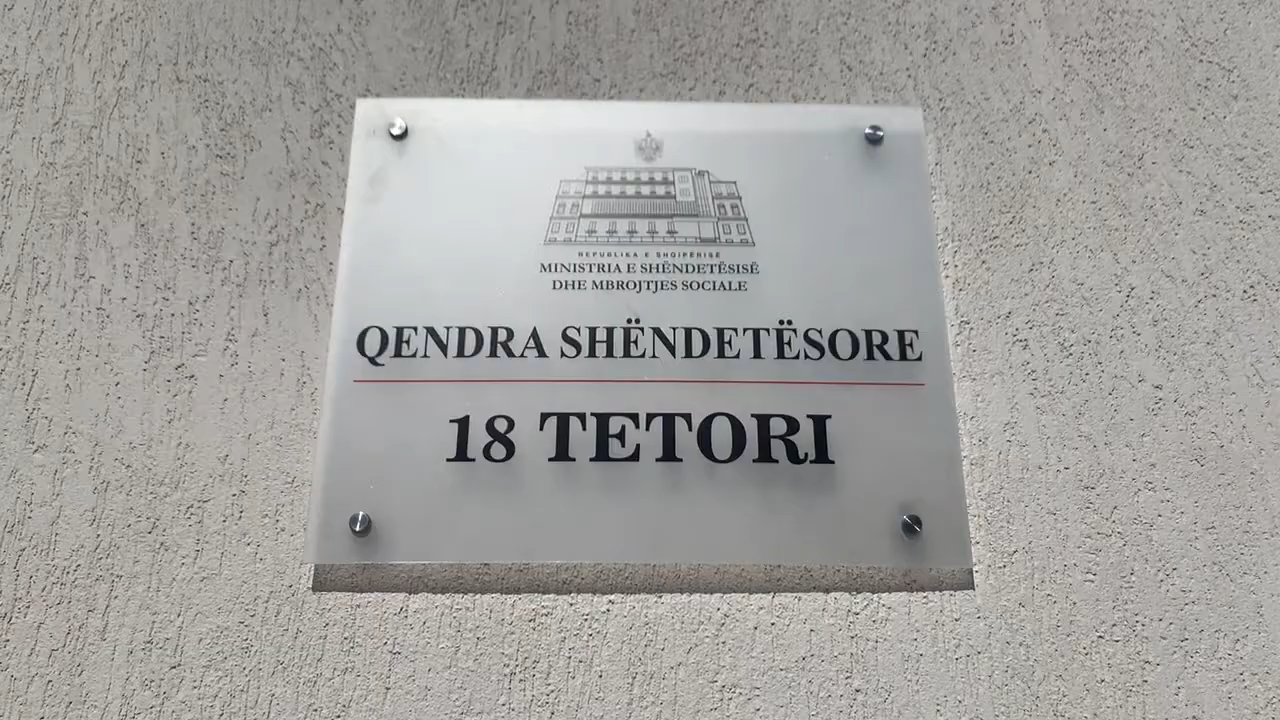 REPUBLIKA E SHQIPËRISË
MINISTRIA E SHËNDETËSISË
DHE MBROJTJES SOCIALE
QENDRA SHËNDETËSORE
18 TETORI